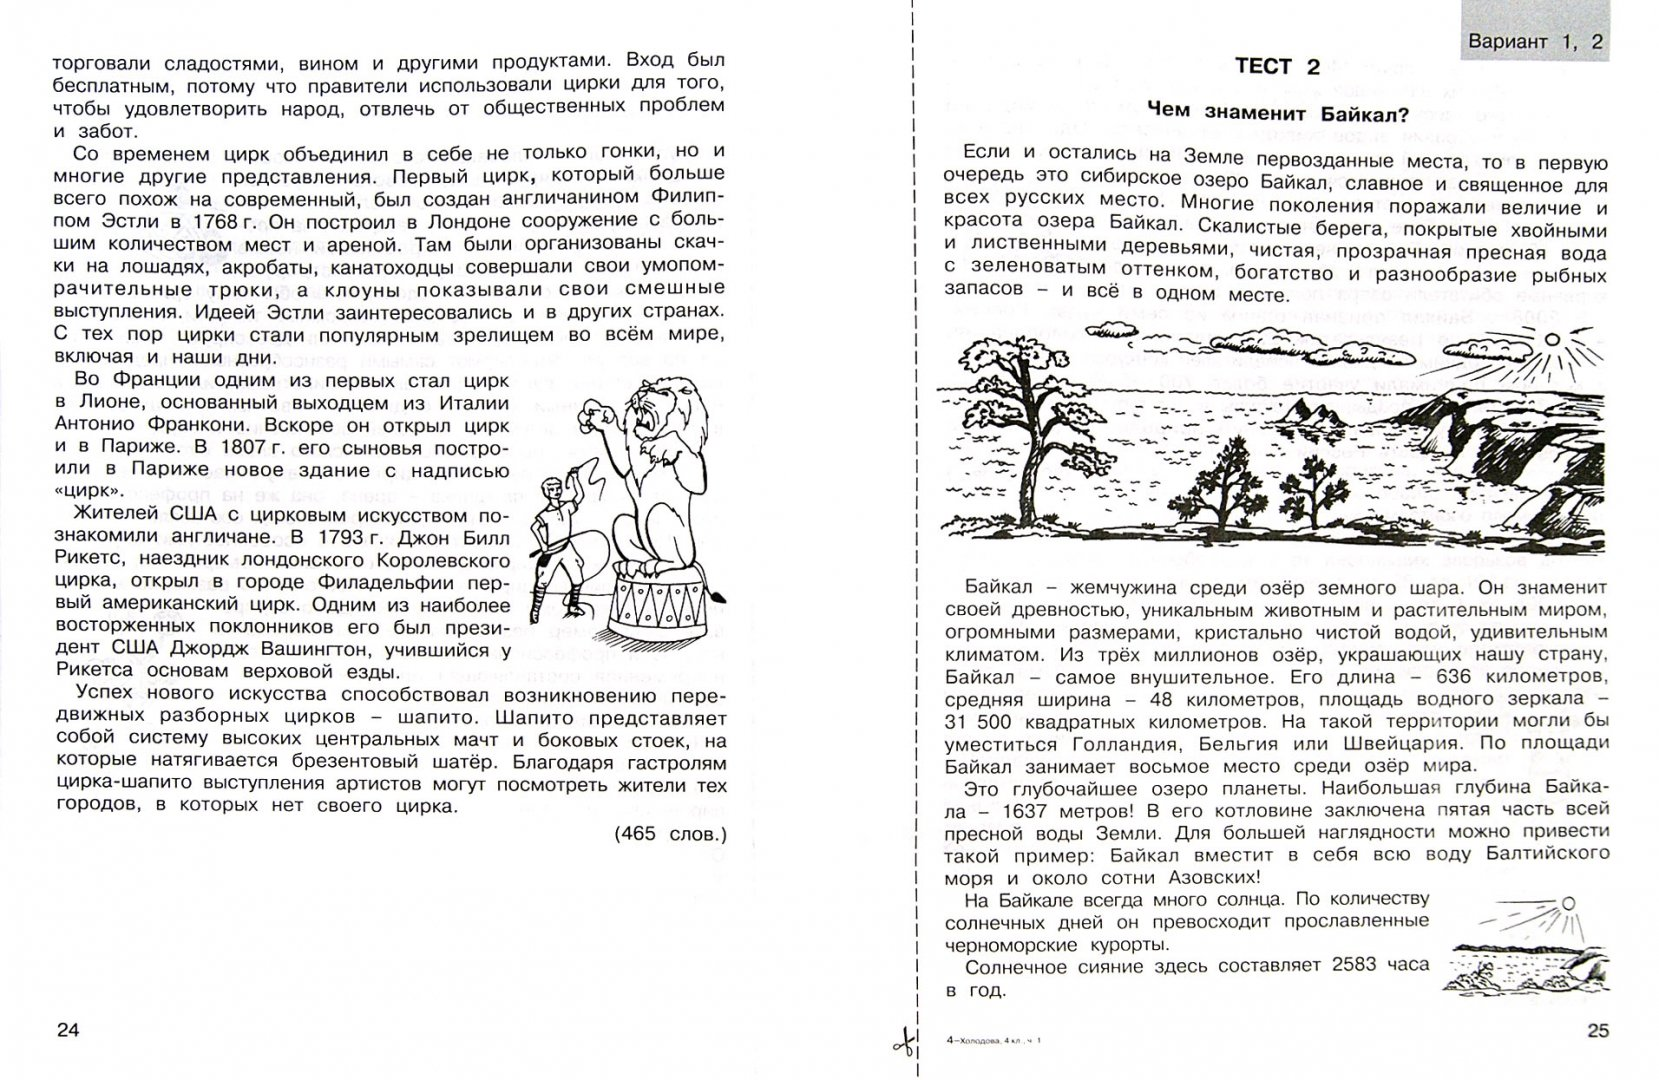 торговали сладостями, вином и другими продуктами. Вход был
бесплатным, потому что правители использовали цирки для того,
чтобы удовлетворить народ, отвлечь от общественных проблем
и забот.
Со временем цирк объединил в себе не только гонки, но и
многие другие представления. Первый цирк, который больше
всего похож на современный, был создан англичанином Филип-
пом Эстли в 1768 г. Он построил в Лондоне сооружение с боль-
шим количеством мест и ареной. Там были организованы скач-
ки на лошадях, акробаты, канатоходцы совершали свои умопом-
рачительные трюки, а клоуны показывали свои смешные
выступления. Идеей Эстли заинтересовались и в других странах.
С тех пор цирки стали популярным зрелищем во всём мире,
включая и наши дни.
Во Франции одним из первых стал цирк
в Лионе, основанный выходцем из Италии
Антонио Франкони. Вскоре он открыл цирк
и в Париже. В 1807 г. его сыновья постро-
или в Париже новое здание с надписью
«цирк».
Жителей США с цирковым искусством по-
знакомили англичане. В 1793 г. Джон Билл
Рикетс, наездник лондонского Королевского
цирка, открыл в городе Филадельфии пер-
вый американский цирк. Одним из наиболее
восторженных поклонников его был прези-
дент США Джордж Вашингтон, учившийся у
Рикетса основам верховой езды.
Успех нового искусства способствовал возникновению пере-
движных разборных цирков – шапито. Шапито представляет
собой систему высоких центральных мачт и боковых стоек, на
которые натягивается брезентовый шатёр. Благодаря гастролям
цирка-шапито выступления артистов могут посмотреть жители тех
городов, в которых нет своего цирка.
(465 слов.)
24
Вариант 1, 2
ТЕСТ 2
Чем знаменит Байкал?
Если и остались на Земле первозданные места, то в первую
очередь это сибирское озеро Байкал, славное и священное для
всех русских место. Многие поколения поражали величие и
красота озера Байкал. Скалистые берега, покрытые хвойными
и лиственными деревьями, чистая, прозрачная пресная вода
с зеленоватым оттенком, богатство и разнообразие рыбных
запасов – и всё в одном месте.
Байкал – жемчужина среди озёр земного шара. Он знаменит
своей древностью, уникальным животным и растительным миром,
огромными размерами, кристально чистой водой, удивительным
климатом. Из трёх миллионов озёр, украшающих нашу страну,
Байкал – самое внушительное. Его длина – 636 километров,
средняя ширина – 48 километров, площадь водного зеркала –
31 500 квадратных километров. На такой территории могли бы
уместиться Голландия, Бельгия или Швейцария. По площади
Байкал занимает восьмое место среди озёр мира.
Это глубочайшее озеро планеты. Наибольшая глубина Байка-
ла – 1637 метров! В его котловине заключена пятая часть всей
пресной воды Земли. Для большей наглядности можно привести
такой пример: Байкал вместит в себя всю воду Балтийского
моря и около сотни Азовских!
На Байкале всегда много солнца. По количеству
солнечных дней он превосходит прославленные
черноморские курорты.
Солнечное сияние здесь составляет 2583 часа
в год.
4–Холодова, 4 кл., ч. 1
25